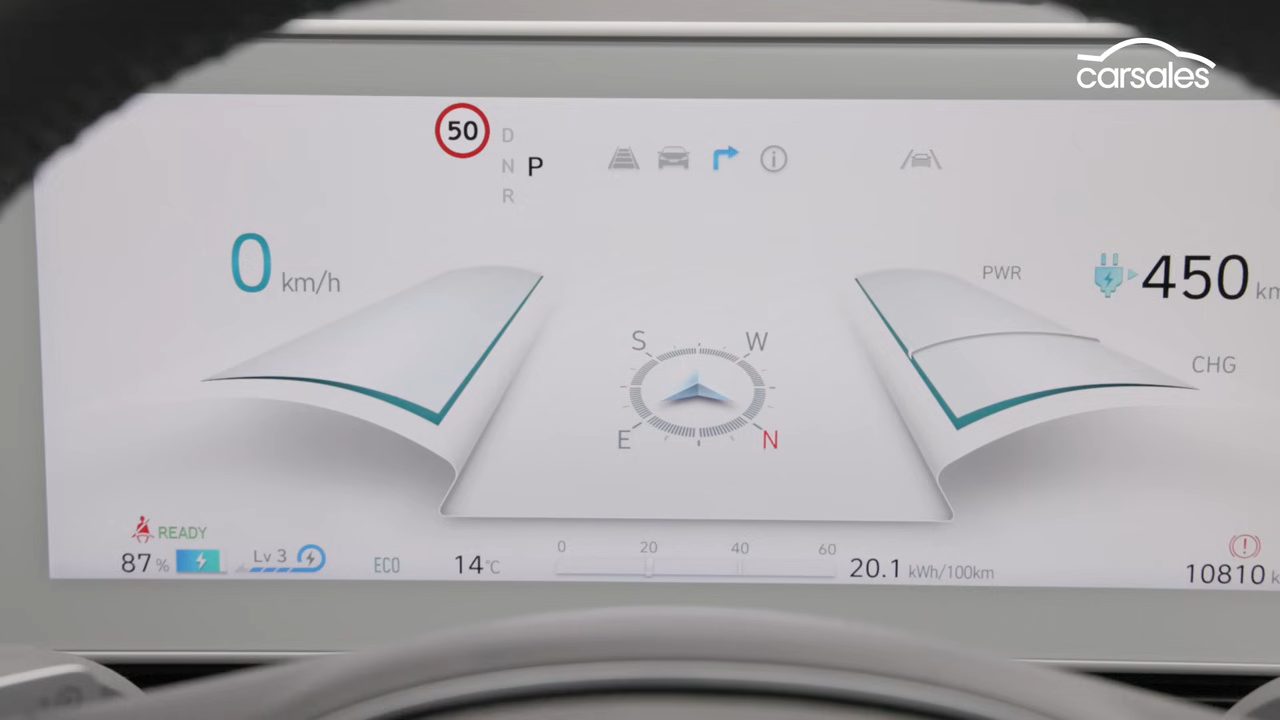 carsales
50
D
N P
R
0 km/h
PWR
450 km
CHG
S W
E N
READY
87 %
Lv 3
ECO
14 °C
0 20 40 60
20.1 kWh/100km
10810 k